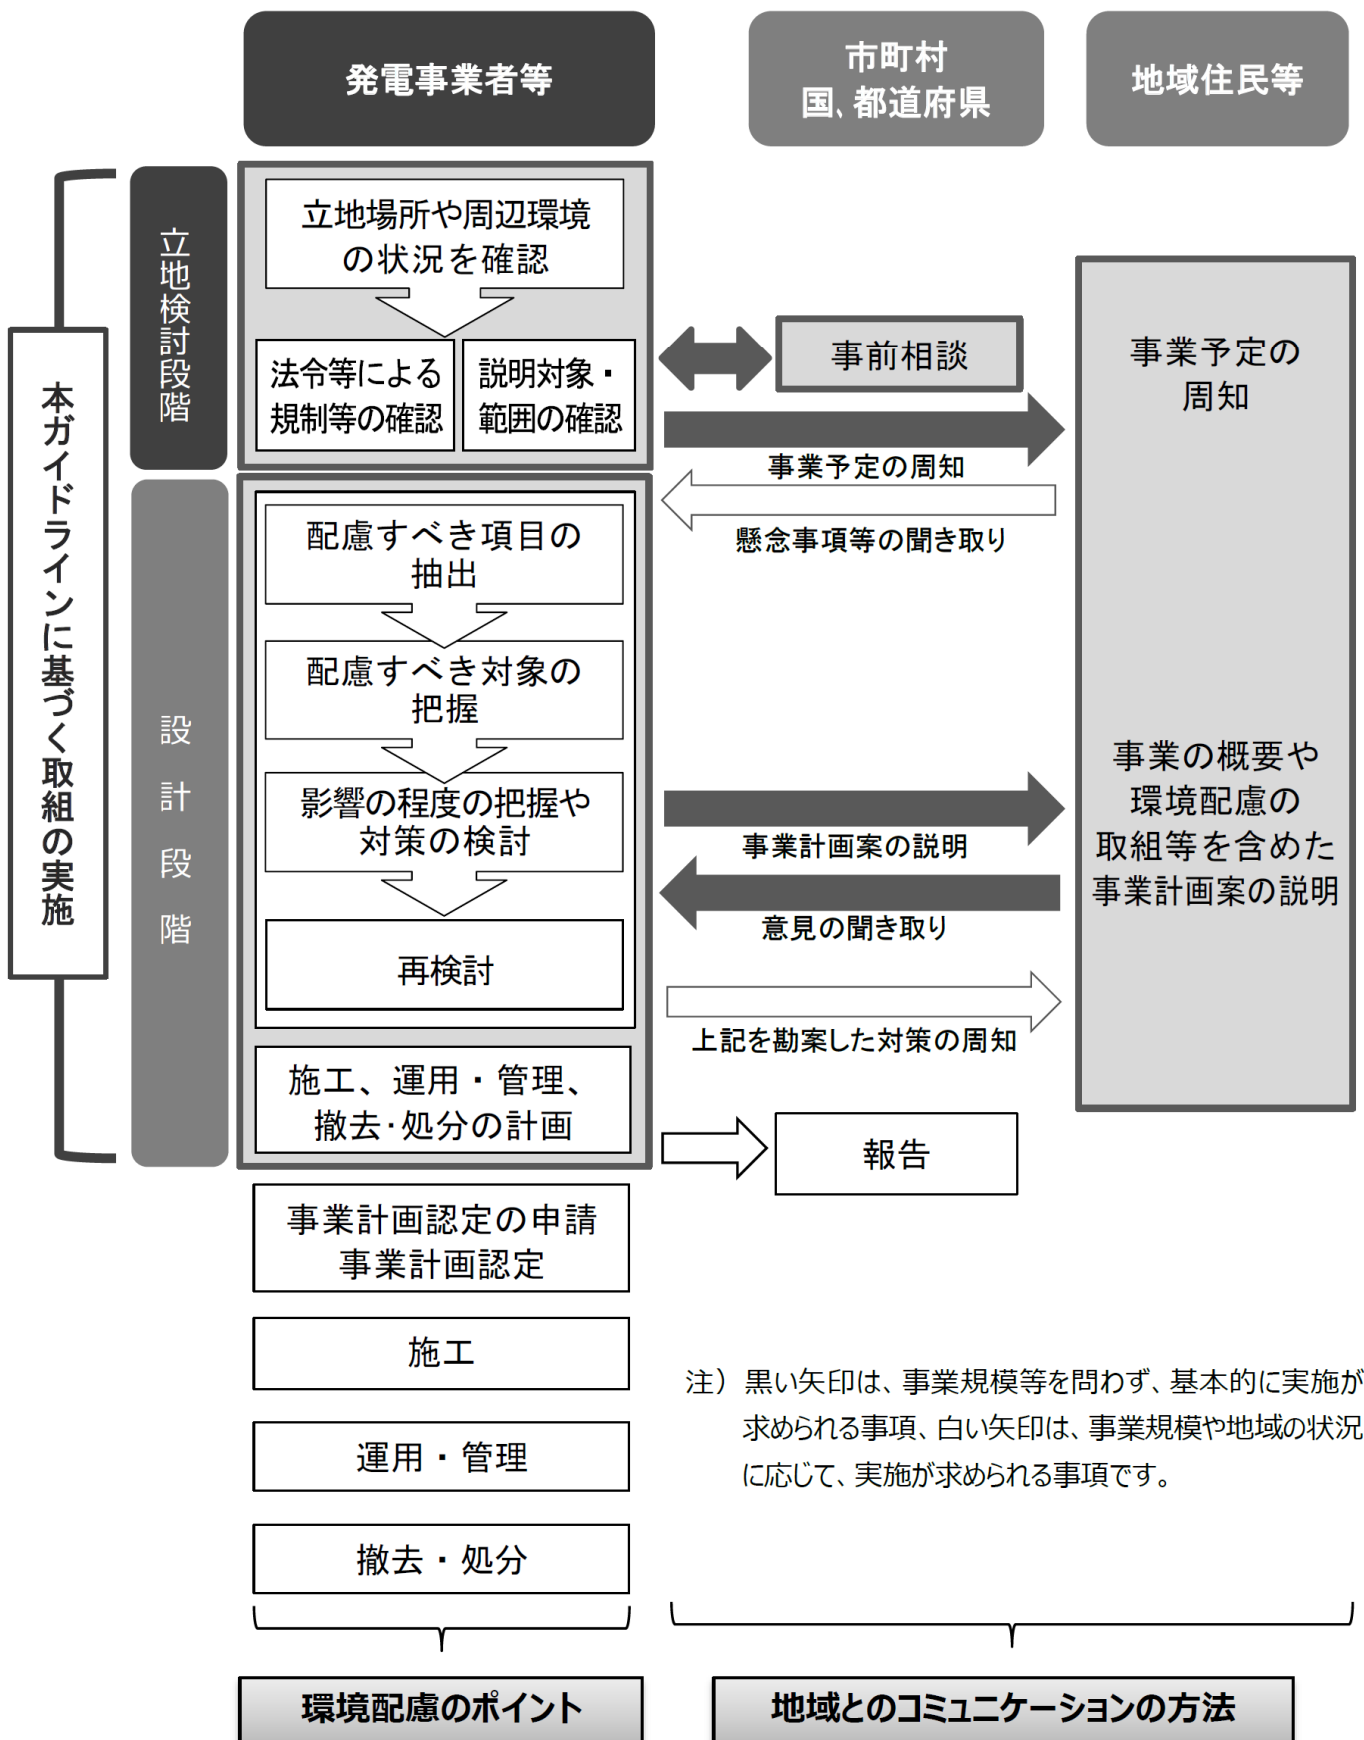 発電事業者等
市町村
国、都道府県
地域住民等
本ガイドラインに基づく取組の実施
立地検討段階
立地場所や周辺環境
の状況を確認
法令等による
規制等の確認
説明対象・
範囲の確認
事前相談
事業予定の
周知
事業予定の周知
懸念事項等の聞き取り
設計段階
配慮すべき項目の
抽出
配慮すべき対象の
把握
影響の程度の把握や
対策の検討
再検討
事業計画案の説明
意見の聞き取り
上記を勘案した対策の周知
事業の概要や
環境配慮の
取組等を含めた
事業計画案の説明
施工、運用・管理、
撤去・処分の計画
報告
事業計画認定の申請
事業計画認定
施工
運用・管理
撤去・処分
注）黒い矢印は、事業規模等を問わず、基本的に実施が
求められる事項、白い矢印は、事業規模や地域の状況
に応じて、実施が求められる事項です。
環境配慮のポイント
地域とのコミュニケーションの方法